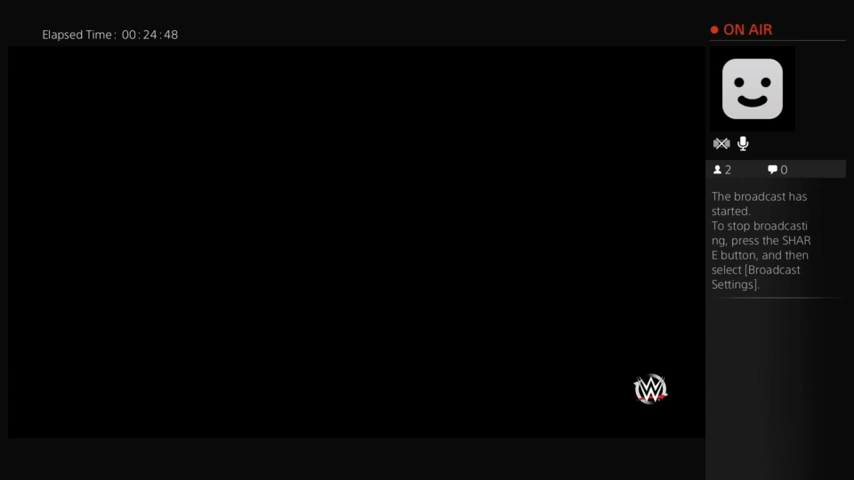 Elapsed Time: 00:24:48
ON AIR
2
0
The broadcast has
started.
To stop broadcasti
ng, press the SHAR
E button, and then
select [Broadcast
Settings].
W